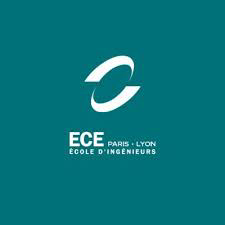 ECE PARIS • LYON
ÉCOLE D'INGÉNIEURS